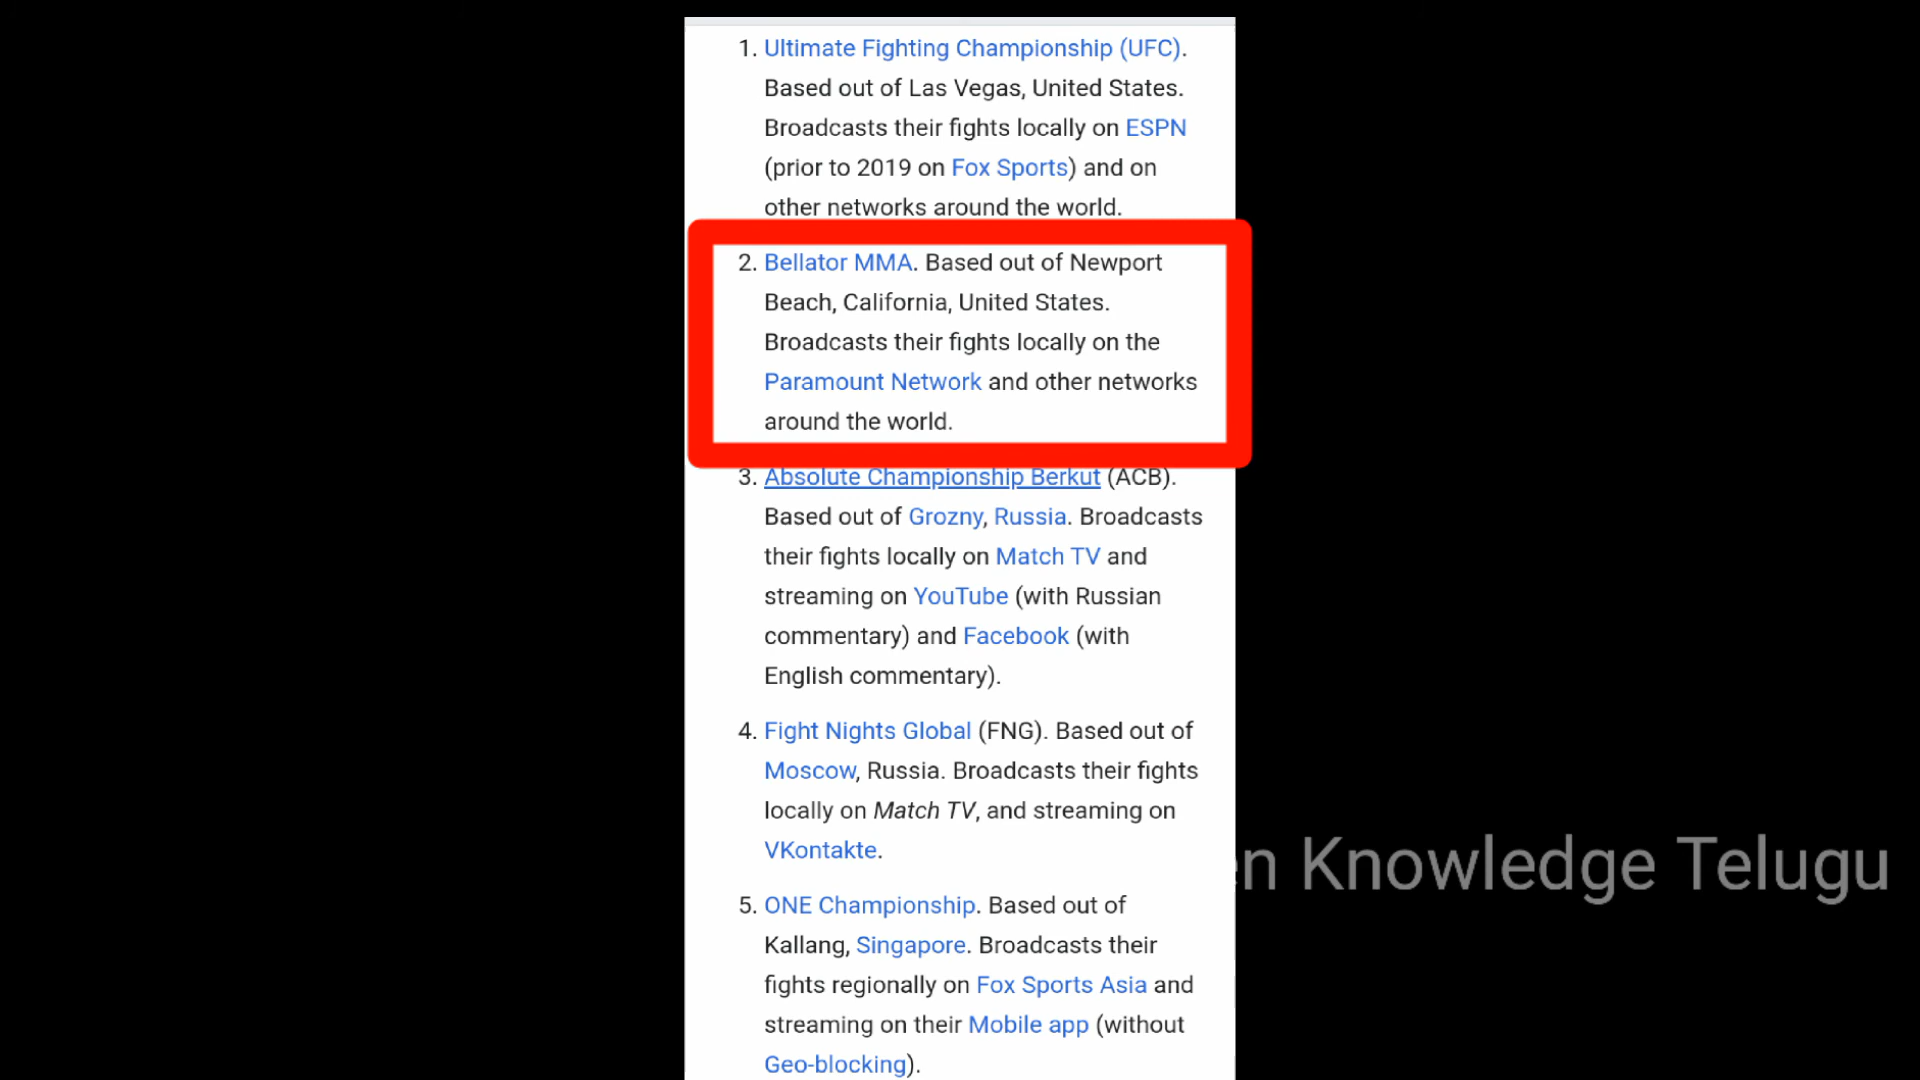 1. Ultimate Fighting Championship (UFC).
Based out of Las Vegas, United States.
Broadcasts their fights locally on ESPN
(prior to 2019 on Fox Sports) and on
other networks around the world.
2. Bellator MMA. Based out of Newport
Beach, California, United States.
Broadcasts their fights locally on the
Paramount Network and other networks
around the world.
3. Absolute Championship Berkut (ACB).
Based out of Grozny, Russia. Broadcasts
their fights locally on Match TV and
streaming on YouTube (with Russian
commentary) and Facebook (with
English commentary).
4. Fight Nights Global (FNG). Based out of
Moscow, Russia. Broadcasts their fights
locally on Match TV, and streaming on
VKontakte.
5. ONE Championship. Based out of
Kallang, Singapore. Broadcasts their
fights regionally on Fox Sports Asia and
streaming on their Mobile app (without
Geo-blocking).
Knowledge Telugu